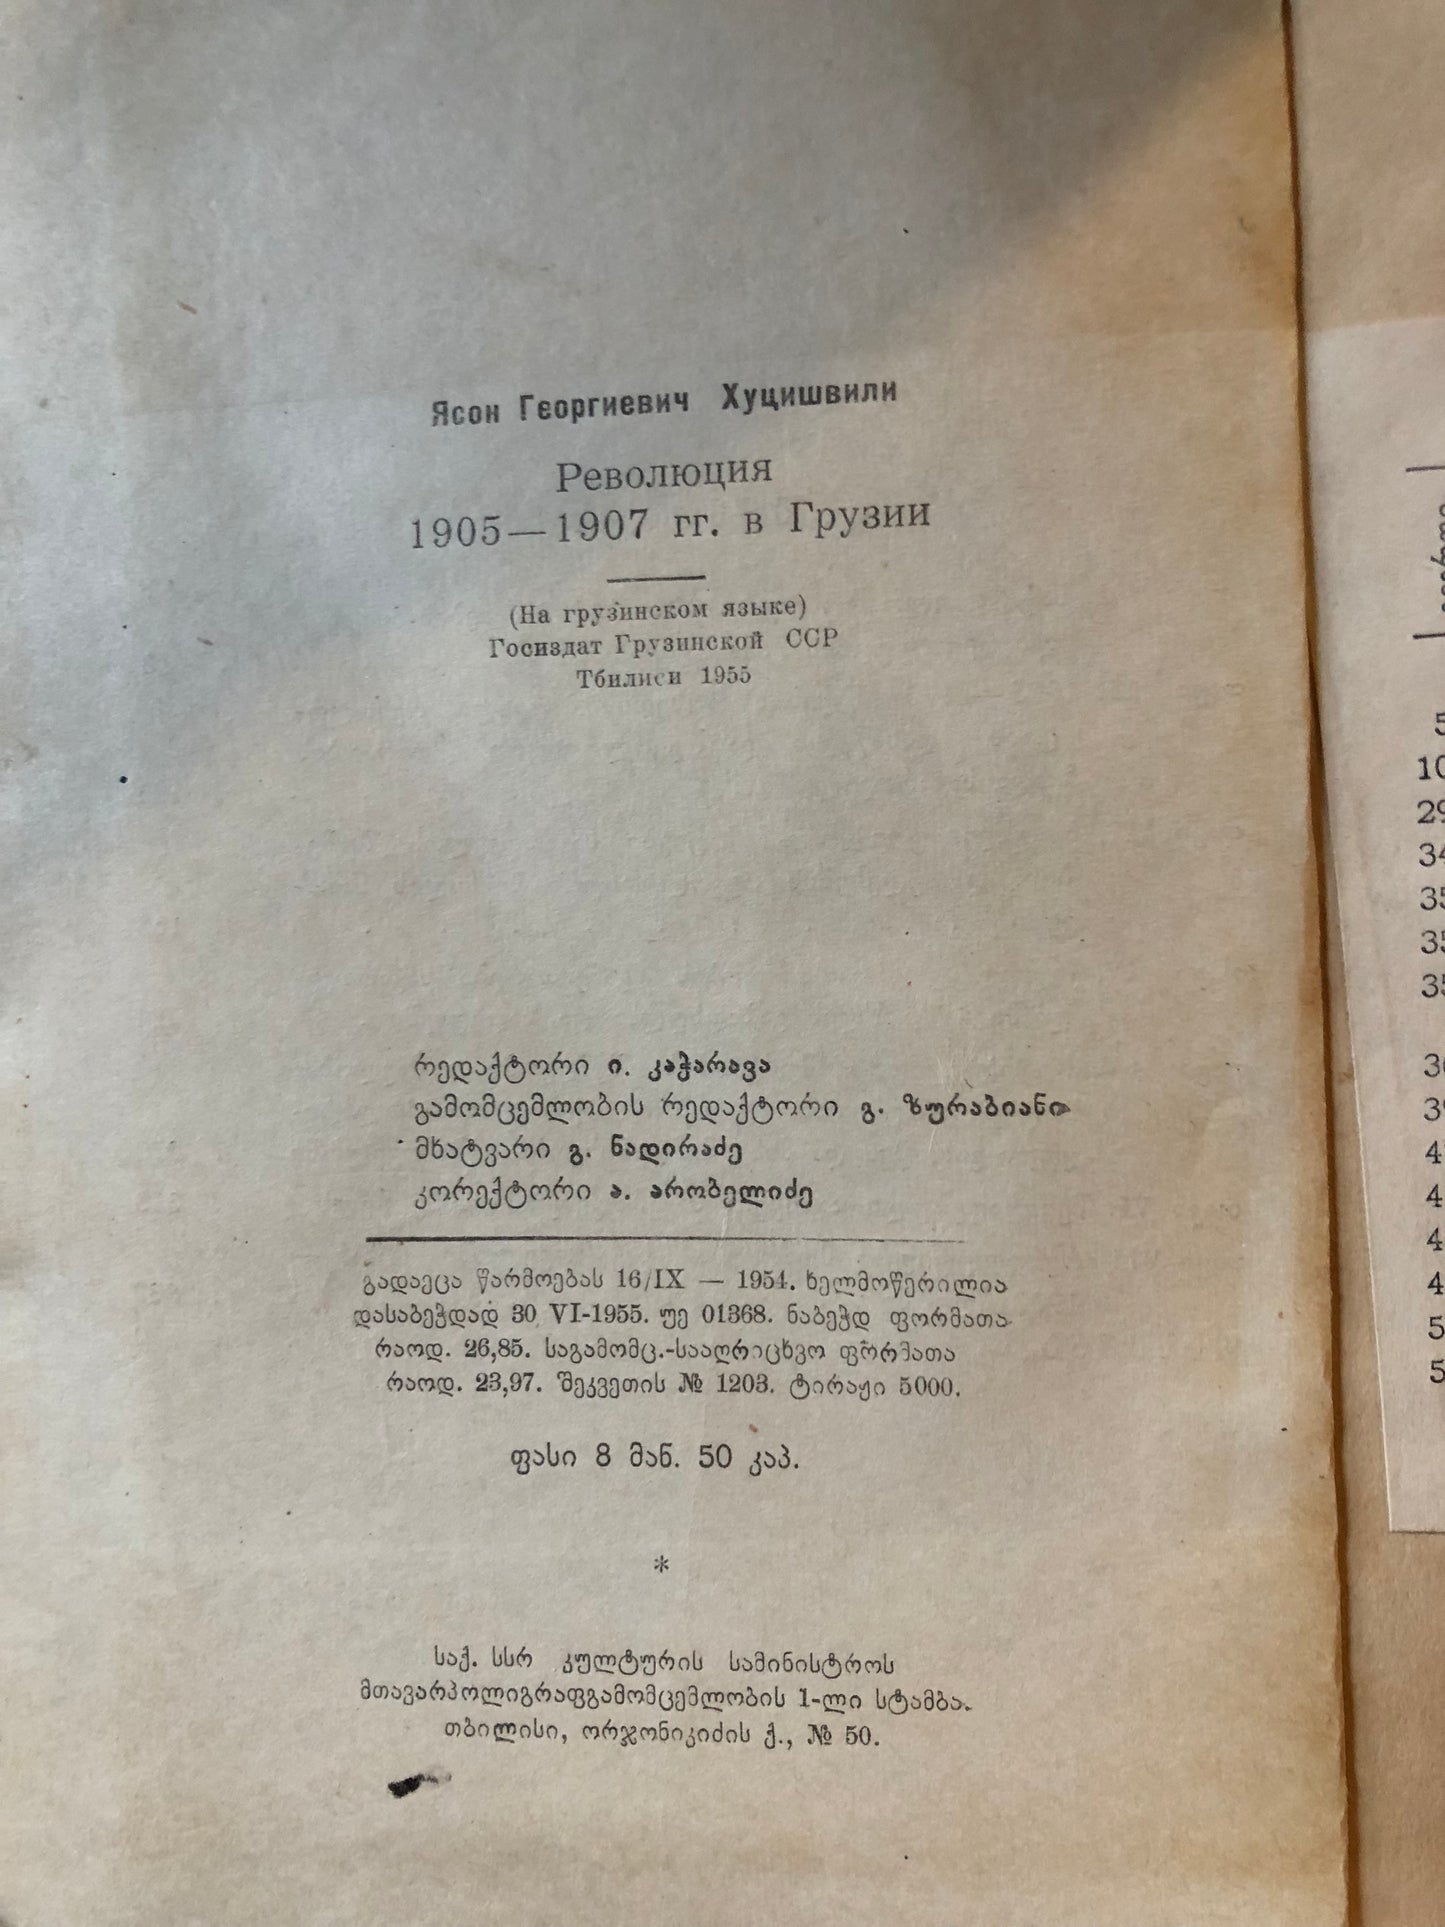 Ясон Георгиевич Хуцишвили
Революция
1905—1907 гг. в Грузии
(На грузинском языке)
Госиздат Грузинской ССР
Тбилиси 1955
რედაქტორი ი. კაჭარავა
გამომცემლობის რედაქტორი გ. ზურაბიანი
მხატვარი გ. ნადირაძე
კორექტორი ა. არობელიძე
გადაეცა წარმოებას 16/IX — 1954. ხელმოწერილია
დასაბეჭდად 30 VI-1955. უე 01368. ნაბეჭდ ფორმათა
რაოდ. 26,85. საგამომც.-სააღრიცხვო ფორმათა
რაოდ. 23,97. შეკვეთის № 1203. ტირაჟი 5000.
ფასი 8 მან. 50 კაპ.
*
საქ. სსრ კულტურის სამინისტროს
მთავარპოლიგრაფგამომცემლობის 1-ლი სტამბა.
თბილისი, ორჯონიკიძის ქ., № 50.